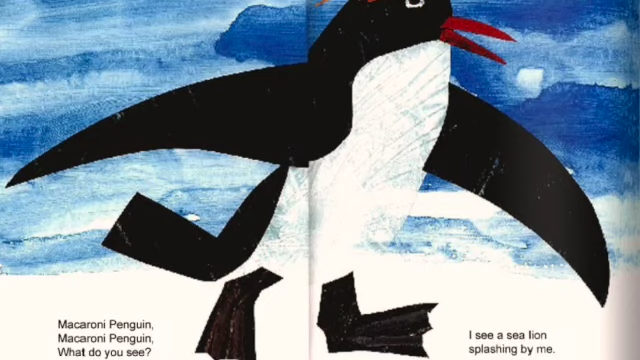 Macaroni Penguin,
Macaroni Penguin,
What do you see?
I see a sea lion
splashing by me.